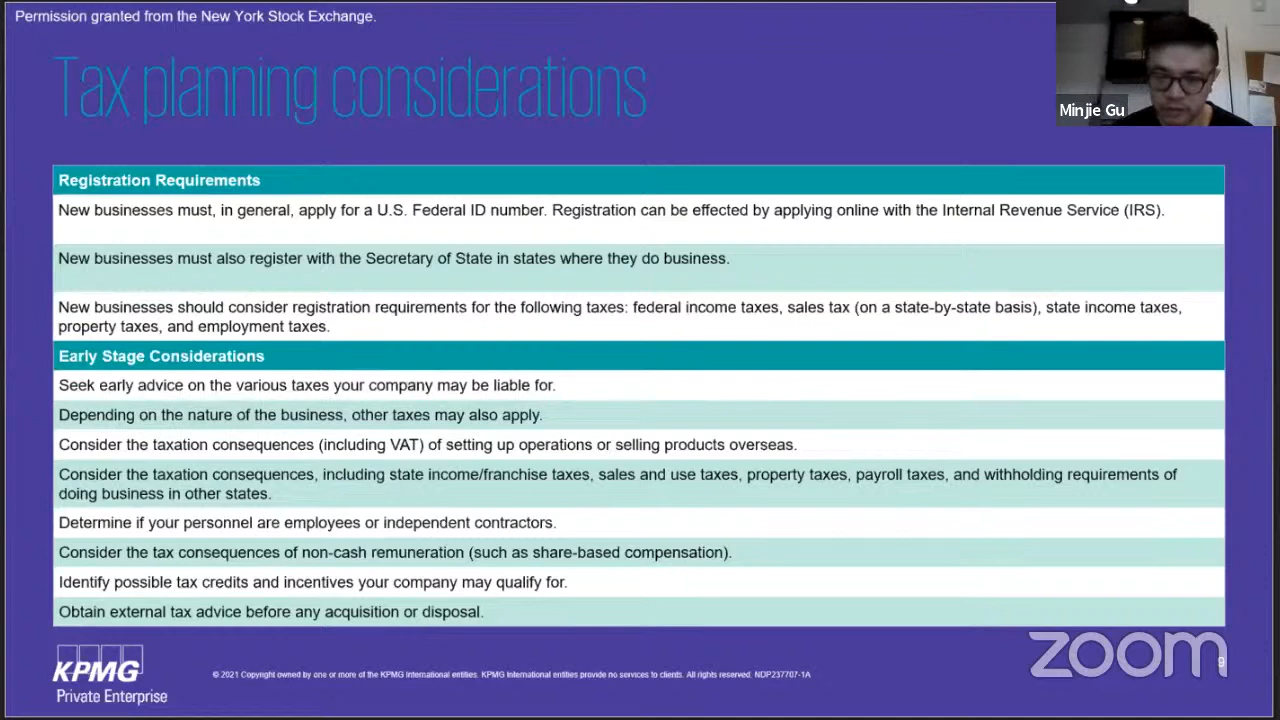 Permission granted from the New York Stock Exchange.
Tax planning considerations
Minjie Gu
Registration Requirements
New businesses must, in general, apply for a U.S. Federal ID number. Registration can be effected by applying online with the Internal Revenue Service (IRS).
New businesses must also register with the Secretary of State in states where they do business.
New businesses should consider registration requirements for the following taxes: federal income taxes, sales tax (on a state-by-state basis), state income taxes,
property taxes, and employment taxes.
Early Stage Considerations
Seek early advice on the various taxes your company may be liable for.
Depending on the nature of the business, other taxes may also apply.
Consider the taxation consequences (including VAT) of setting up operations or selling products overseas.
Consider the taxation consequences, including state income/franchise taxes, sales and use taxes, property taxes, payroll taxes, and withholding requirements of
doing business in other states.
Determine if your personnel are employees or independent contractors.
Consider the tax consequences of non-cash remuneration (such as share-based compensation).
Identify possible tax credits and incentives your company may qualify for.
Obtain external tax advice before any acquisition or disposal.
KPMG
Private Enterprise
© 2021 Copyright owned by one or more of the KPMG International entities. KPMG International entities provide no services to clients. All rights reserved. NDP237707-1A
zoom
9